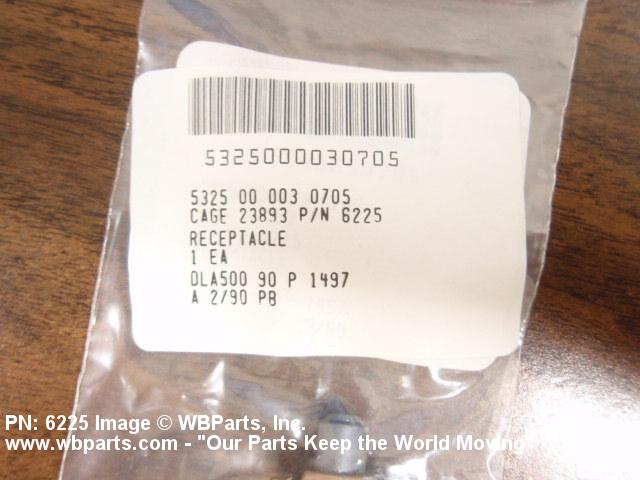 5325000030705
5325 00 003 0705
CAGE 23893 P/N 6225
RECEPTACLE
1 EA
DLA500 90 P 1497
A 2/90 PB
PN: 6225 Image © WBParts, Inc.
www.wbparts.com - "Our Parts Keep the World Moving"